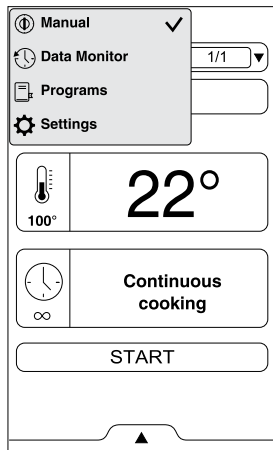 Manual
Data Monitor
1/1
Programs
Settings
22°
100°
Continuous
cooking
∞
START